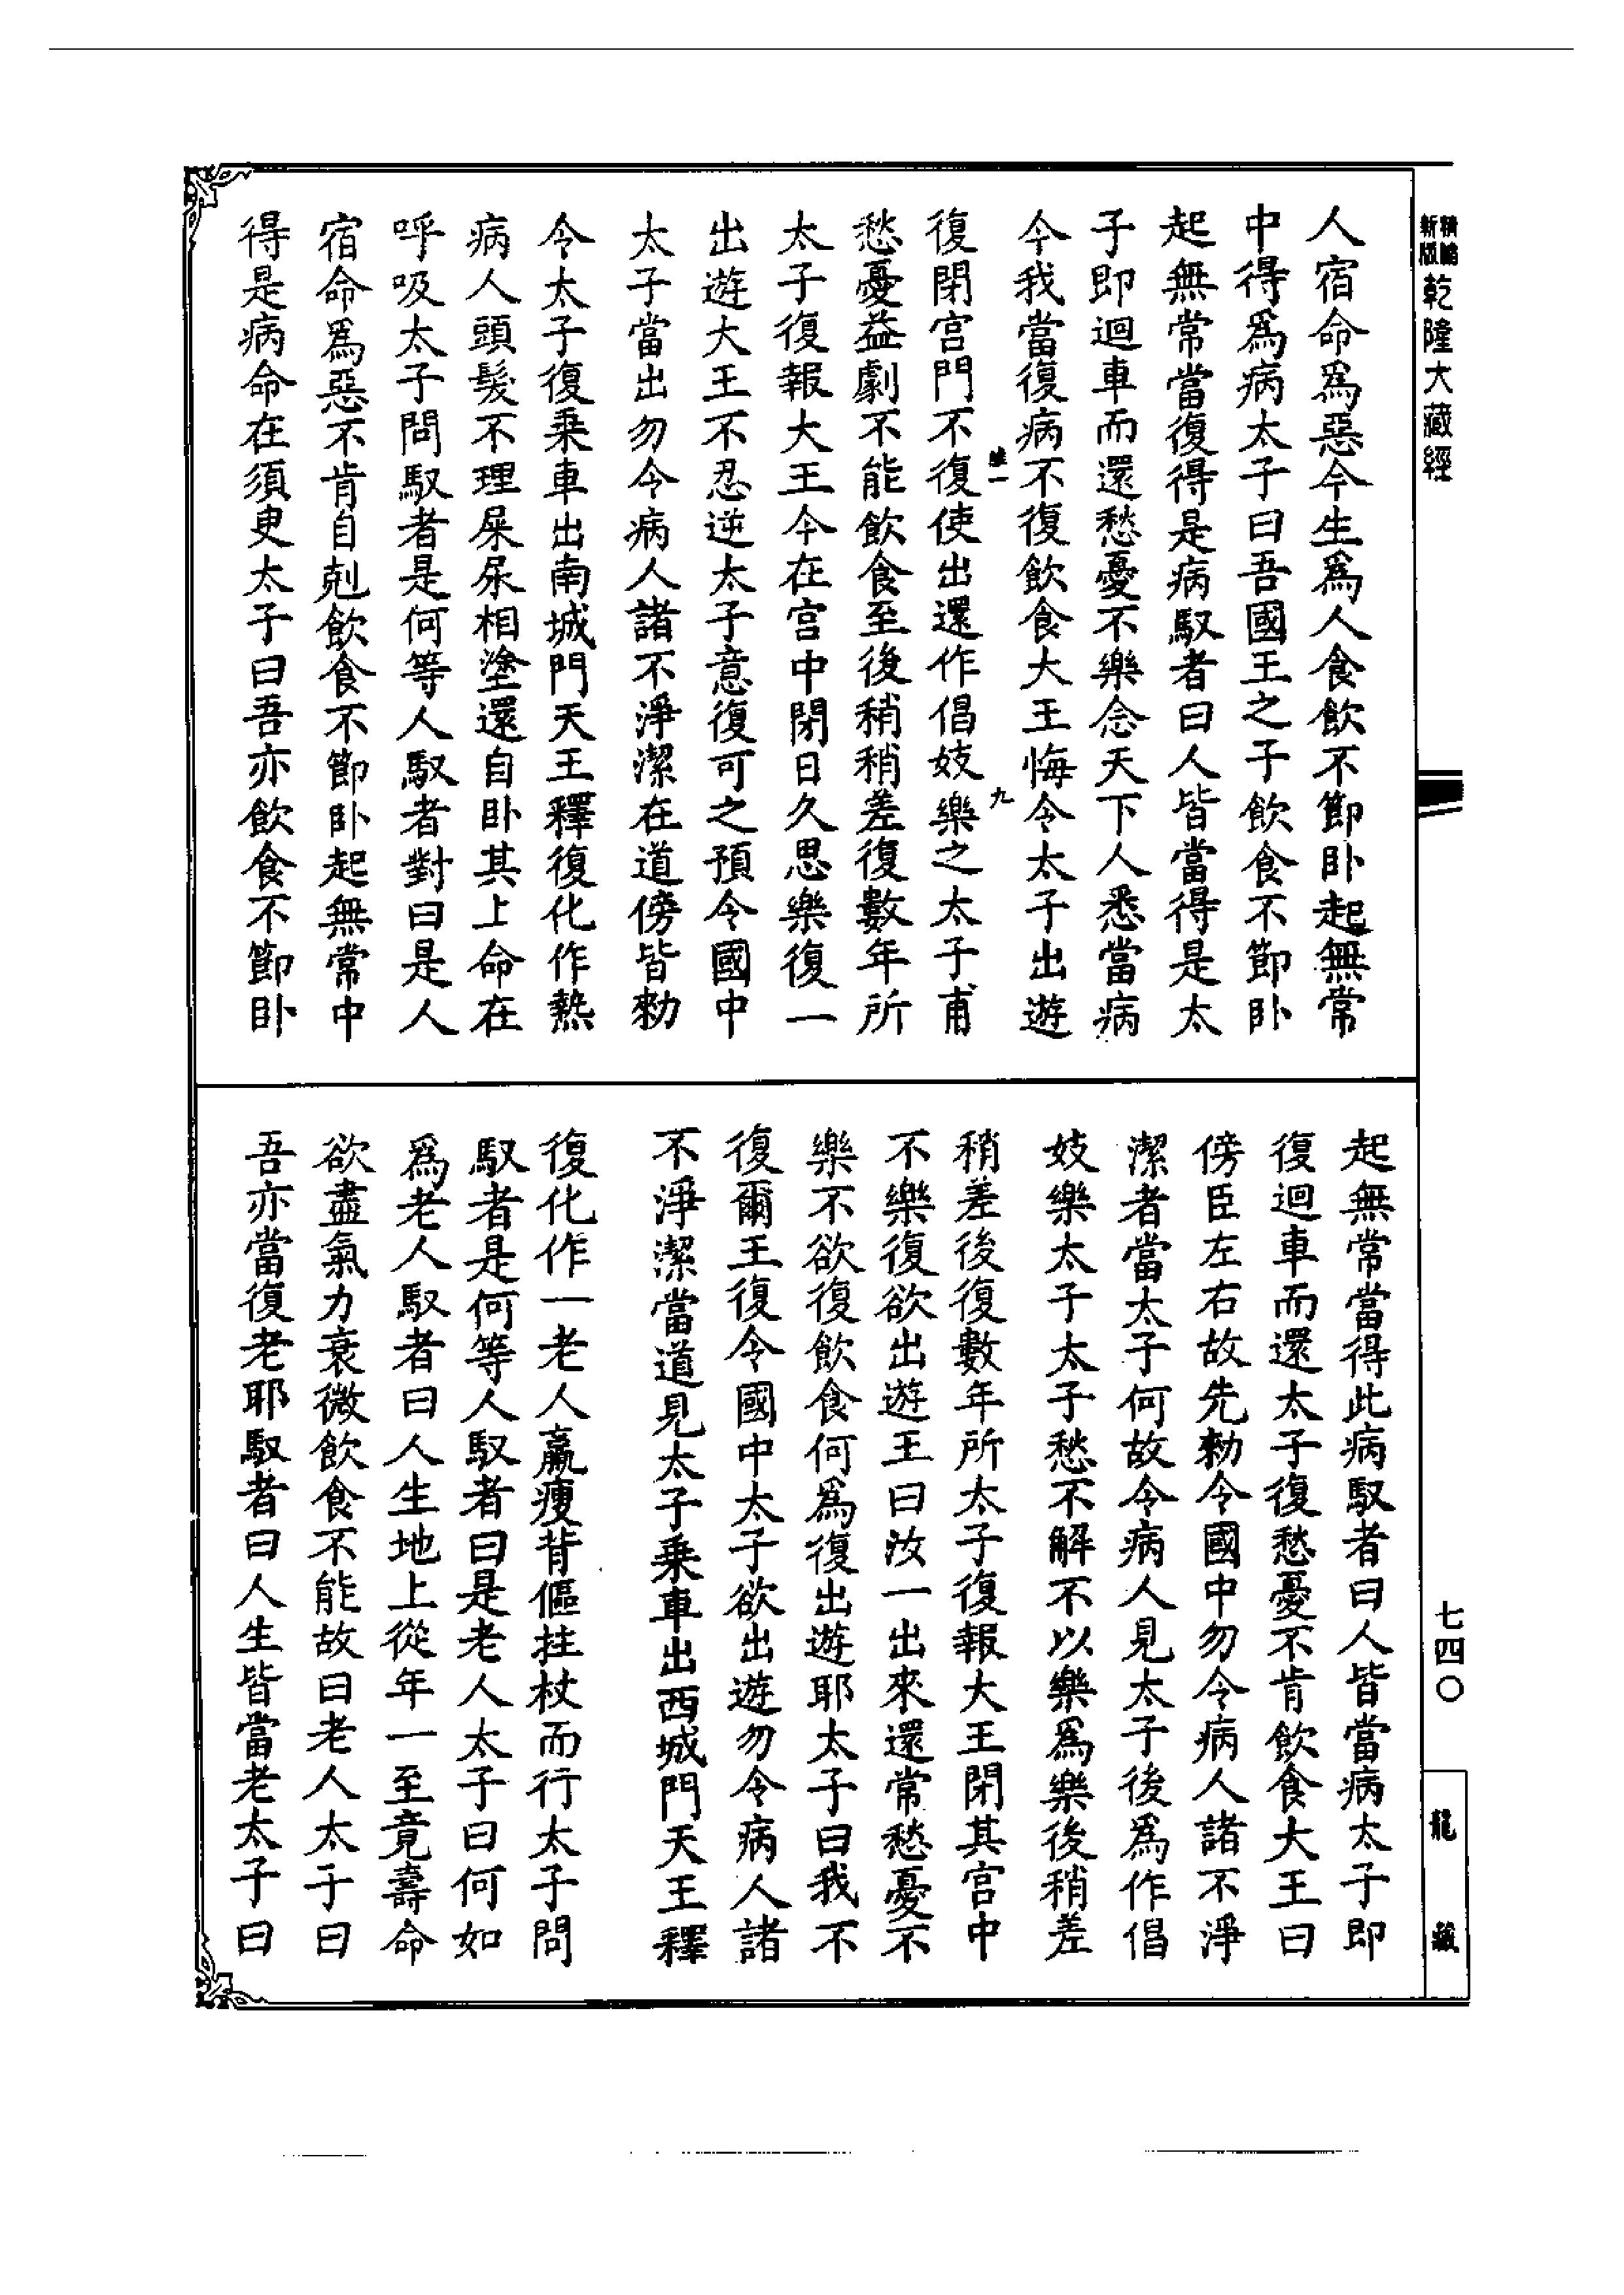 新版
乾隆大藏經
人宿命爲惡今生爲人食飲不節卧起無常
中得爲病太子曰吾國王之子飲食不節卧
起無常當復得是病馭者曰人皆當得是太
子即迴車而還愁憂不樂念天下人悉當病
今我當復病不復飲食大王悔令太子出遊
九
復閉宫門不復使出還作倡妓樂之太子甫
愁憂益劇不能飲食至後稍稍差復數年所
太子復報大王今在宫中閉日久思樂復一
出遊大王不忍逆太子意復可之預令國中
太子當出勿令病人諸不淨潔在道傍皆勑
令太子復乗車出南城門天王釋復化作熱
病人頭髮不理屎尿相塗還自卧其上命在
呼吸太子問馭者是何等人馭者對曰是人
宿命爲惡不肯自剋飲食不節卧起無常中
得是病命在須臾太子曰吾亦飲食不節卧
起無常當得此病馭者曰人皆當病太子即
復迴車而還太子復愁憂不肯飲食大王曰
傍臣左右故先勑令國中勿令病人諸不淨
潔者當太子何故令病人見太子後爲作倡
妓樂太子太子愁不解不以樂爲樂後稍差
稍差後復數年所太子復報大王閉其宫中
不樂復欲出遊王曰汝一出來還常愁憂不
樂不欲復飲食何爲復出遊耶太子曰我不
復爾王復令國中太子欲出遊勿令病人諸
不淨潔當道見太子乗車出西城門天王釋
復化作一老人羸瘦背傴拄杖而行太子問
馭者是何等人馭者曰是老人太子曰何如
爲老人馭者曰人生地上從年一至竟壽命
欲盡氣力衰微飲食不能故曰老人太子曰
吾亦當復老耶馭者曰人生皆當老太子曰
七四〇
龍藏